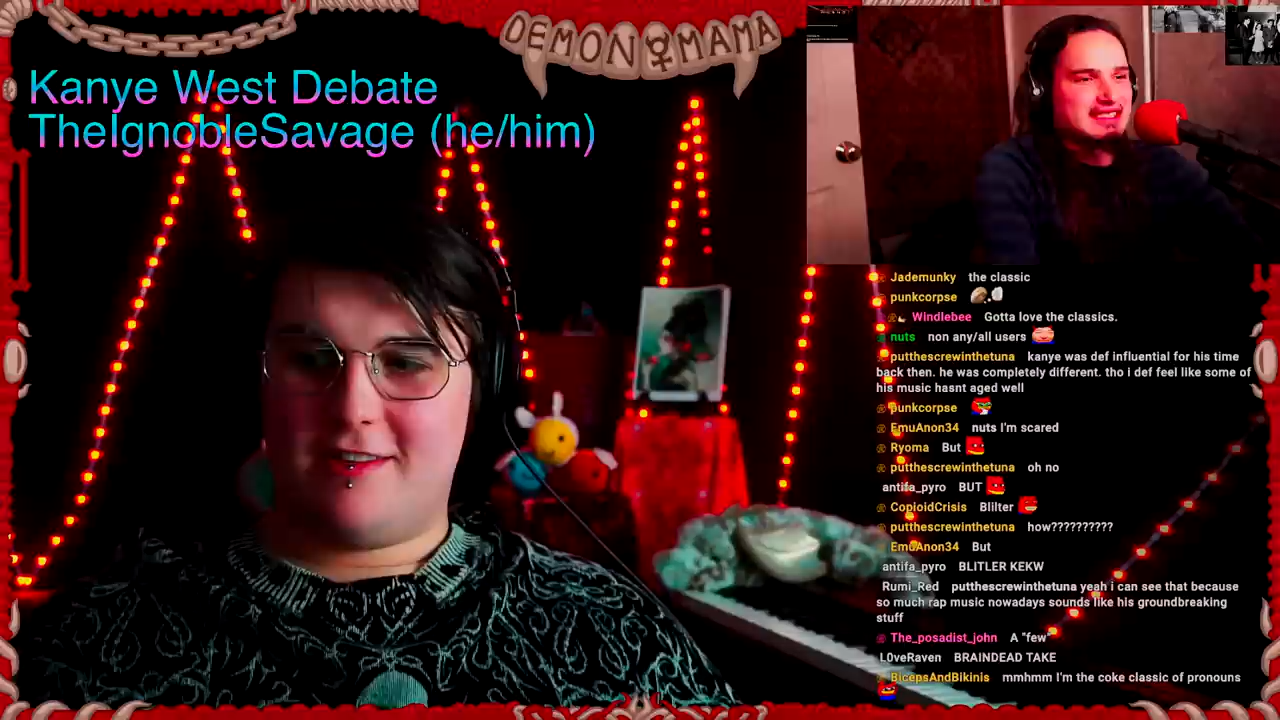 DEMON MAMA
Kanye West Debate
TheIgnobleSavage (he/him)
Jademunky the classic
punkcorpse
Windlebee Gotta love the classics.
nuts non any/all users
putthescrewinthetuna kanye was def influential for his time
back then. he was completely different. tho i def feel like some of
his music hasnt aged well
punkcorpse
EmuAnon34 nuts I'm scared
Ryoma But
putthescrewinthetuna oh no
antifa_pyro BUT
CopioidCrisis Blilter
putthescrewinthetuna how??????????
EmuAnon34 But
antifa_pyro BLITLER KEKW
Rumi_Red putthescrewinthetuna yeah i can see that because
so much rap music nowadays sounds like his groundbreaking
stuff
The_posadist_john A "few"
L0veRaven BRAINDEAD TAKE
BicepsAndBikinis mmhmm I'm the coke classic of pronouns